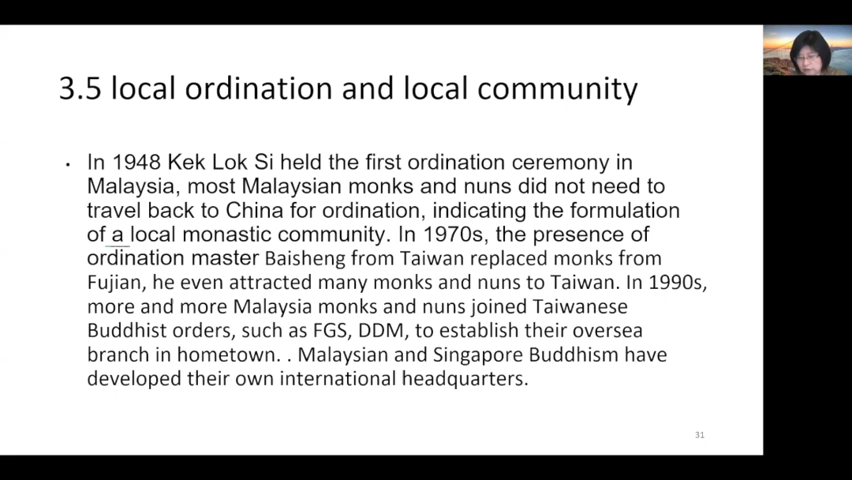 3.5 local ordination and local community
• In 1948 Kek Lok Si held the first ordination ceremony in
Malaysia, most Malaysian monks and nuns did not need to
travel back to China for ordination, indicating the formulation
of a local monastic community. In 1970s, the presence of
ordination master Baisheng from Taiwan replaced monks from
Fujian, he even attracted many monks and nuns to Taiwan. In 1990s,
more and more Malaysia monks and nuns joined Taiwanese
Buddhist orders, such as FGS, DDM, to establish their oversea
branch in hometown. . Malaysian and Singapore Buddhism have
developed their own international headquarters.
31